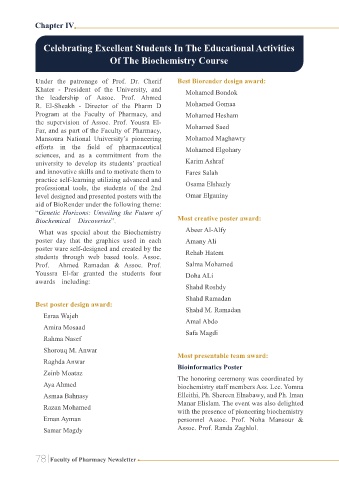 Chapter IV
Celebrating Excellent Students In The Educational Activities
Of The Biochemistry Course
Under the patronage of Prof. Dr. Cherif
Khater - President of the University, and
the leadership of Assoc. Prof. Ahmed
R. El-Sheakh - Director of the Pharm D
Program at the Faculty of Pharmacy, and
the supervision of Assoc. Prof. Yousra El-
Far, and as part of the Faculty of Pharmacy,
Mansoura National University's pioneering
efforts in the field of pharmaceutical
sciences, and as a commitment from the
university to develop its students' practical
and innovative skills and to motivate them to
practice self-learning utilizing advanced and
professional tools, the students of the 2nd
level designed and presented posters with the
aid of BioRender under the following theme:
"Genetic Horizons: Unveiling the Future of
Biochemical Discoveries".
What was special about the Biochemistry
poster day that the graphics used in each
poster ware self-designed and created by the
students through web based tools. Assoc.
Prof. Ahmed Ramadan & Assoc. Prof.
Youssra El-far granted the students four
awards including:
Best poster design award:
Esraa Wajeh
Amira Mosaad
Rahma Nasef
Shorouq M. Anwar
Raghda Anwar
Zeinb Moataz
Aya Ahmed
Asmaa Bahnasy
Razan Mohamed
Eman Ayman
Samar Magdy
Best Biorender design award:
Mohamed Bondok
Mohamed Gomaa
Mohamed Hesham
Mohamed Saed
Mohamed Maghawry
Mohamed Elgohary
Karim Ashraf
Fares Salah
Osama Elshazly
Omar Elganiny
Most creative poster award:
Abeer Al-Alfy
Amany Ali
Rehab Hatem
Salma Mohamed
Doha ALi
Shahd Roshdy
Shahd Ramadan
Shahd M. Ramadan
Amal Abdo
Safa Magdi
Most presentable team award:
Bioinformatics Poster
The honoring ceremony was coordinated by
biochemistry staff members Ass. Lec. Yomna
Elleithi, Ph. Shereen Elnabawy, and Ph. Iman
Manar Elislam. The event was also delighted
with the presence of pioneering biochemistry
personnel Assoc. Prof. Noha Mansour &
Assoc. Prof. Randa Zaghlol.
78 Faculty of Pharmacy Newsletter